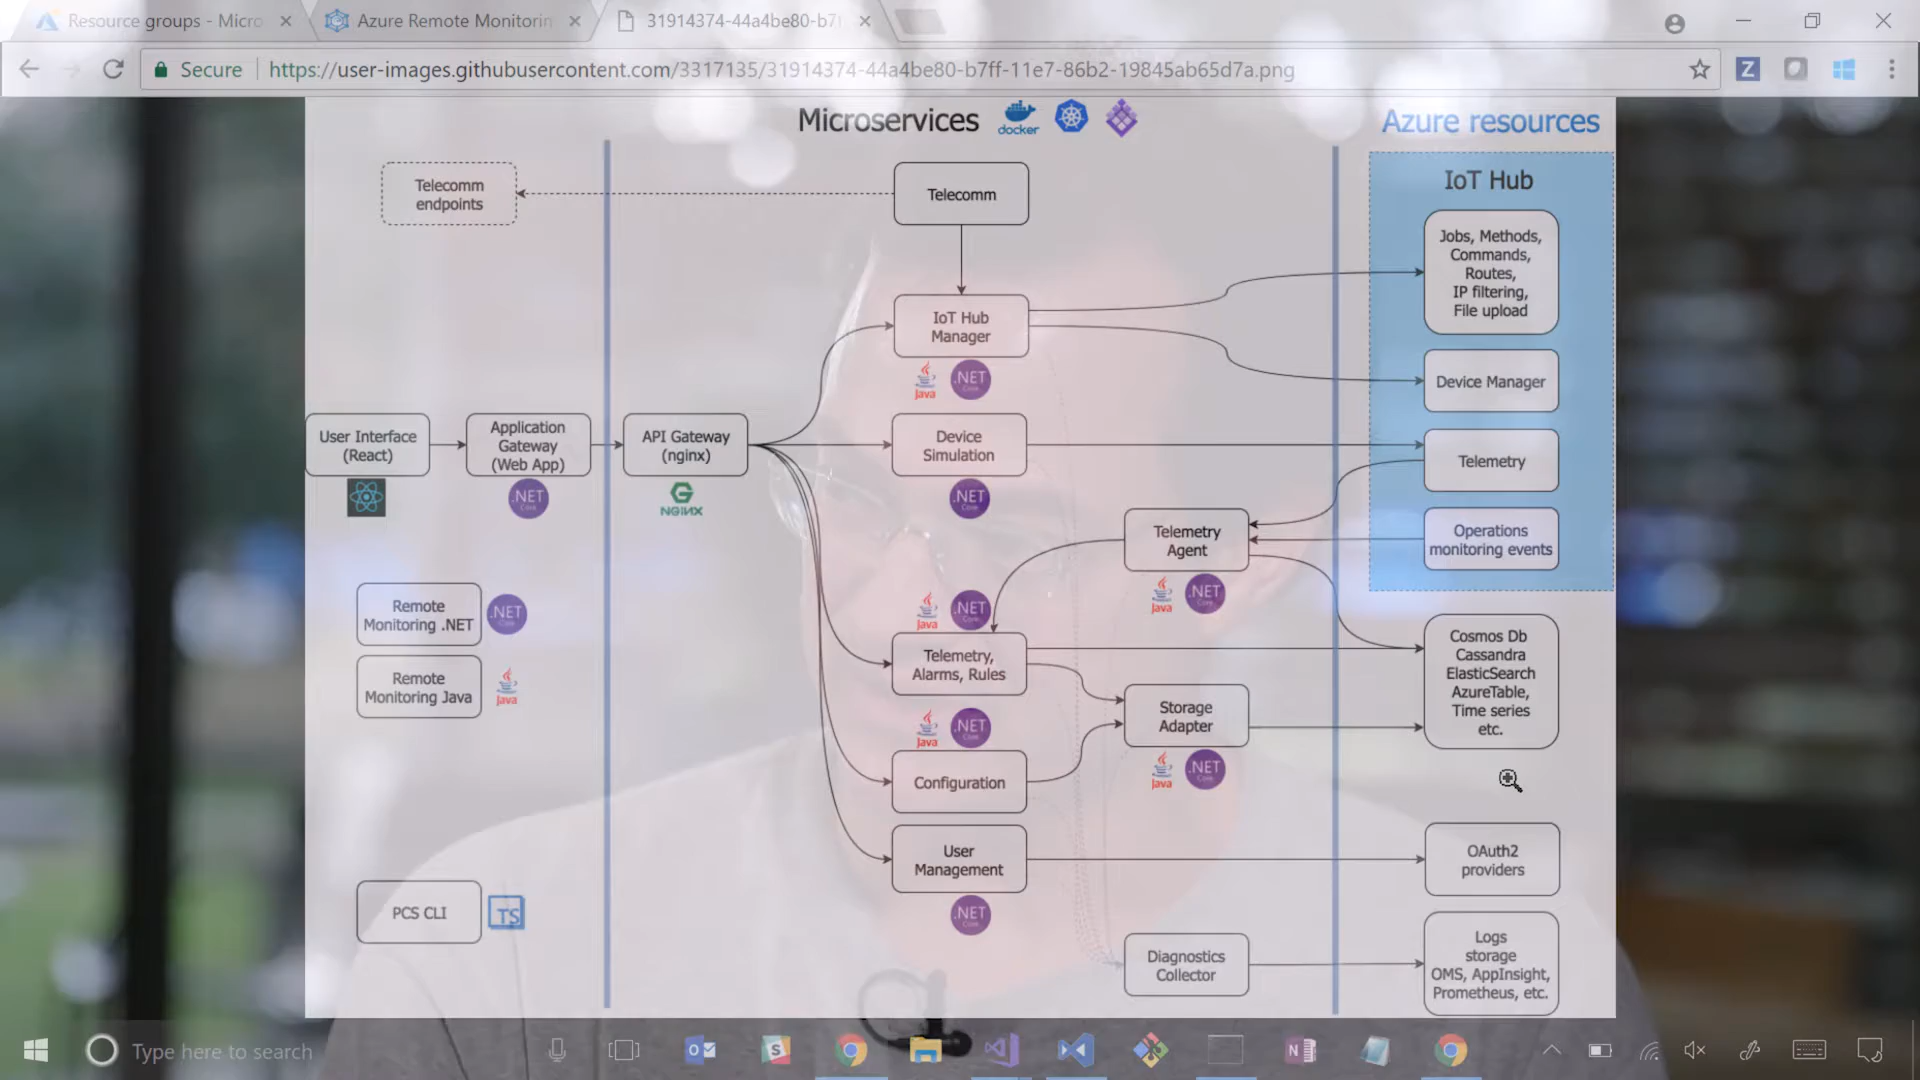 Resource groups - Micro
Azure Remote Monitorin
31914374-44a4be80-b7f
Secure
https://user-images.githubusercontent.com/3317135/31914374-44a4be80-b7ff-11e7-86b2-19845ab65d7a.png
Z
Microservices
docker
Azure resources
Telecomm
endpoints
Telecomm
IoT Hub
Jobs, Methods,
Commands,
Routes,
IP filtering,
File upload
IoT Hub
Manager
Java
.NET
Core
Device Manager
User Interface
(React)
Application
Gateway
(Web App)
.NET
Core
API Gateway
(nginx)
NGINX
Device
Simulation
.NET
Core
Telemetry
Telemetry
Agent
Java
.NET
Core
Operations
monitoring events
Remote
Monitoring .NET
.NET
Core
Remote
Monitoring Java
Java
Java
.NET
Core
Telemetry,
Alarms, Rules
Cosmos Db
Cassandra
ElasticSearch
AzureTable,
Time series
etc.
Storage
Adapter
Java
.NET
Core
Java
.NET
Core
Configuration
User
Management
.NET
Core
OAuth2
providers
PCS CLI
TS
Diagnostics
Collector
Logs
storage
OMS, AppInsight,
Prometheus, etc.
Type here to search